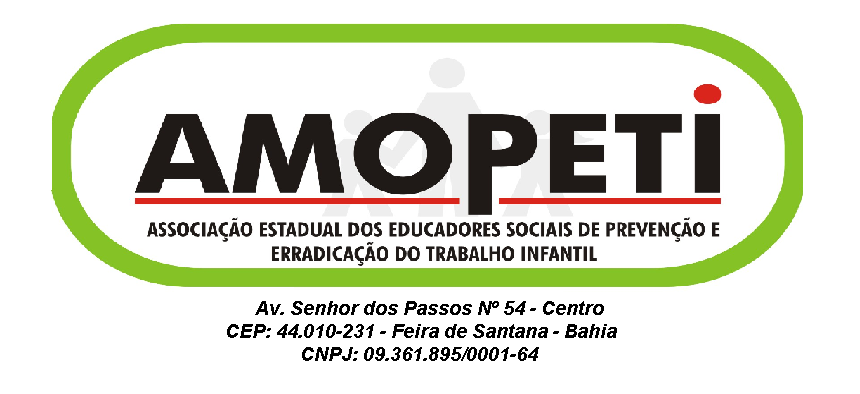 AMOPETi
ASSOCIAÇÃO ESTADUAL DOS EDUCADORES SOCIAIS DE PREVENÇÃO E
ERRADICAÇÃO DO TRABALHO INFANTIL
Av. Senhor dos Passos Nº 54 - Centro
CEP: 44.010-231 - Feira de Santana - Bahia
CNPJ: 09.361.895/0001-64